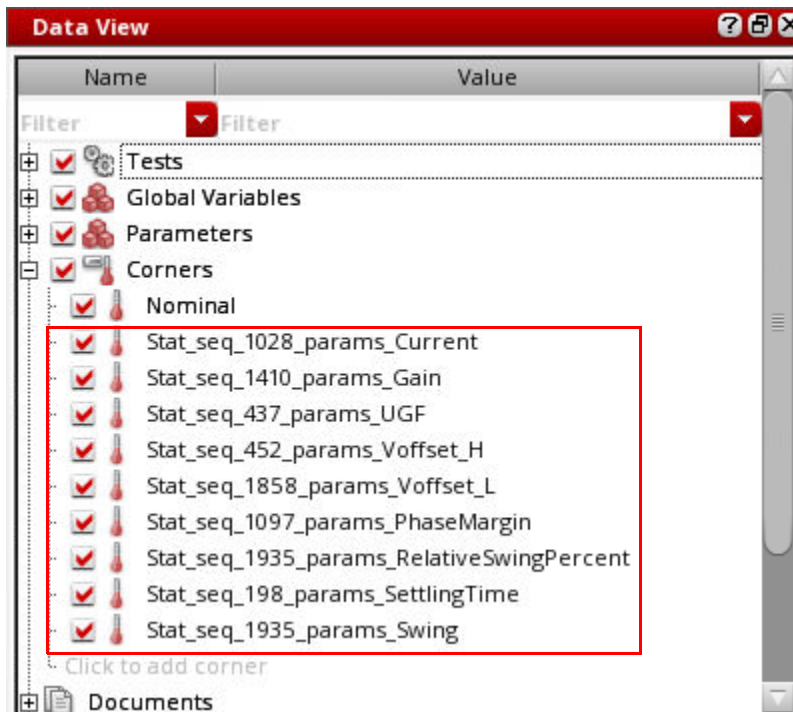 Data View
Name Value
Filter Filter
Tests
Global Variables
Parameters
Corners
Nominal
Stat_seq_1028_params_Current
Stat_seq_1410_params_Gain
Stat_seq_437_params_UGF
Stat_seq_452_params_Voffset_H
Stat_seq_1858_params_Voffset_L
Stat_seq_1097_params_PhaseMargin
Stat_seq_1935_params_RelativeSwingPercent
Stat_seq_198_params_SettlingTime
Stat_seq_1935_params_Swing
Click to add corner
Documents